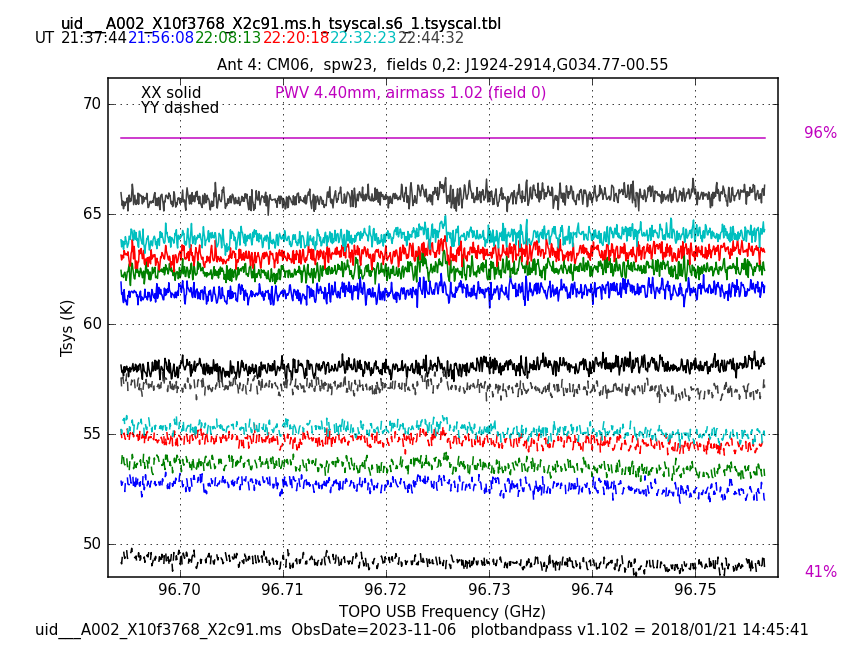 uid___A002_X10f3768_X2c91.ms.h_tsyscal.s6_1.tsyscal.tbl
UT 21:37:44 21:56:08 22:08:13 22:20:18 22:32:23 22:44:32
Ant 4: CM06, spw23, fields 0,2: J1924-2914,G034.77-00.55
XX solid PWV 4.40mm, airmass 1.02 (field 0)
YY dashed
70
96%
65
Tsys (K)
60
55
50
41%
96.70 96.71 96.72 96.73 96.74 96.75
TOPO USB Frequency (GHz)
uid___A002_X10f3768_X2c91.ms ObsDate=2023-11-06 plotbandpass v1.102 = 2018/01/21 14:45:41